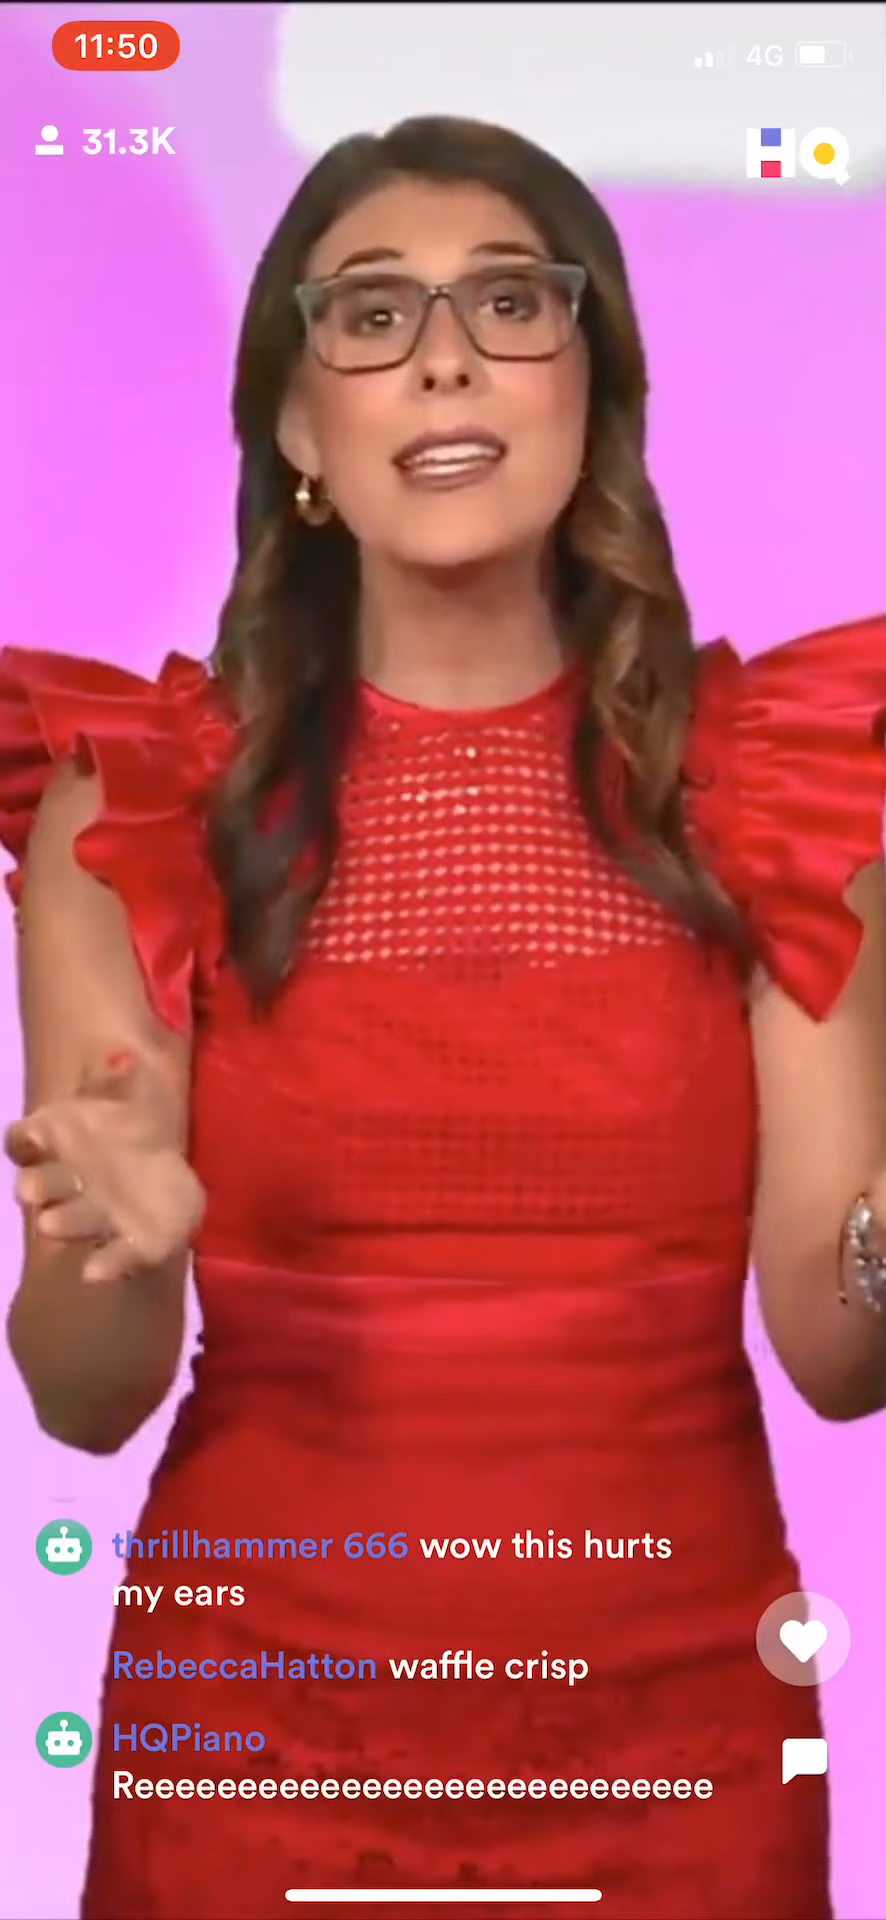 11:50
4G
31.3K
HQ
thrillhammer 666 wow this hurts
my ears
RebeccaHatton waffle crisp
HQPiano
Reeeeeeeeeeeeeeeeeeeeeeeeeeee